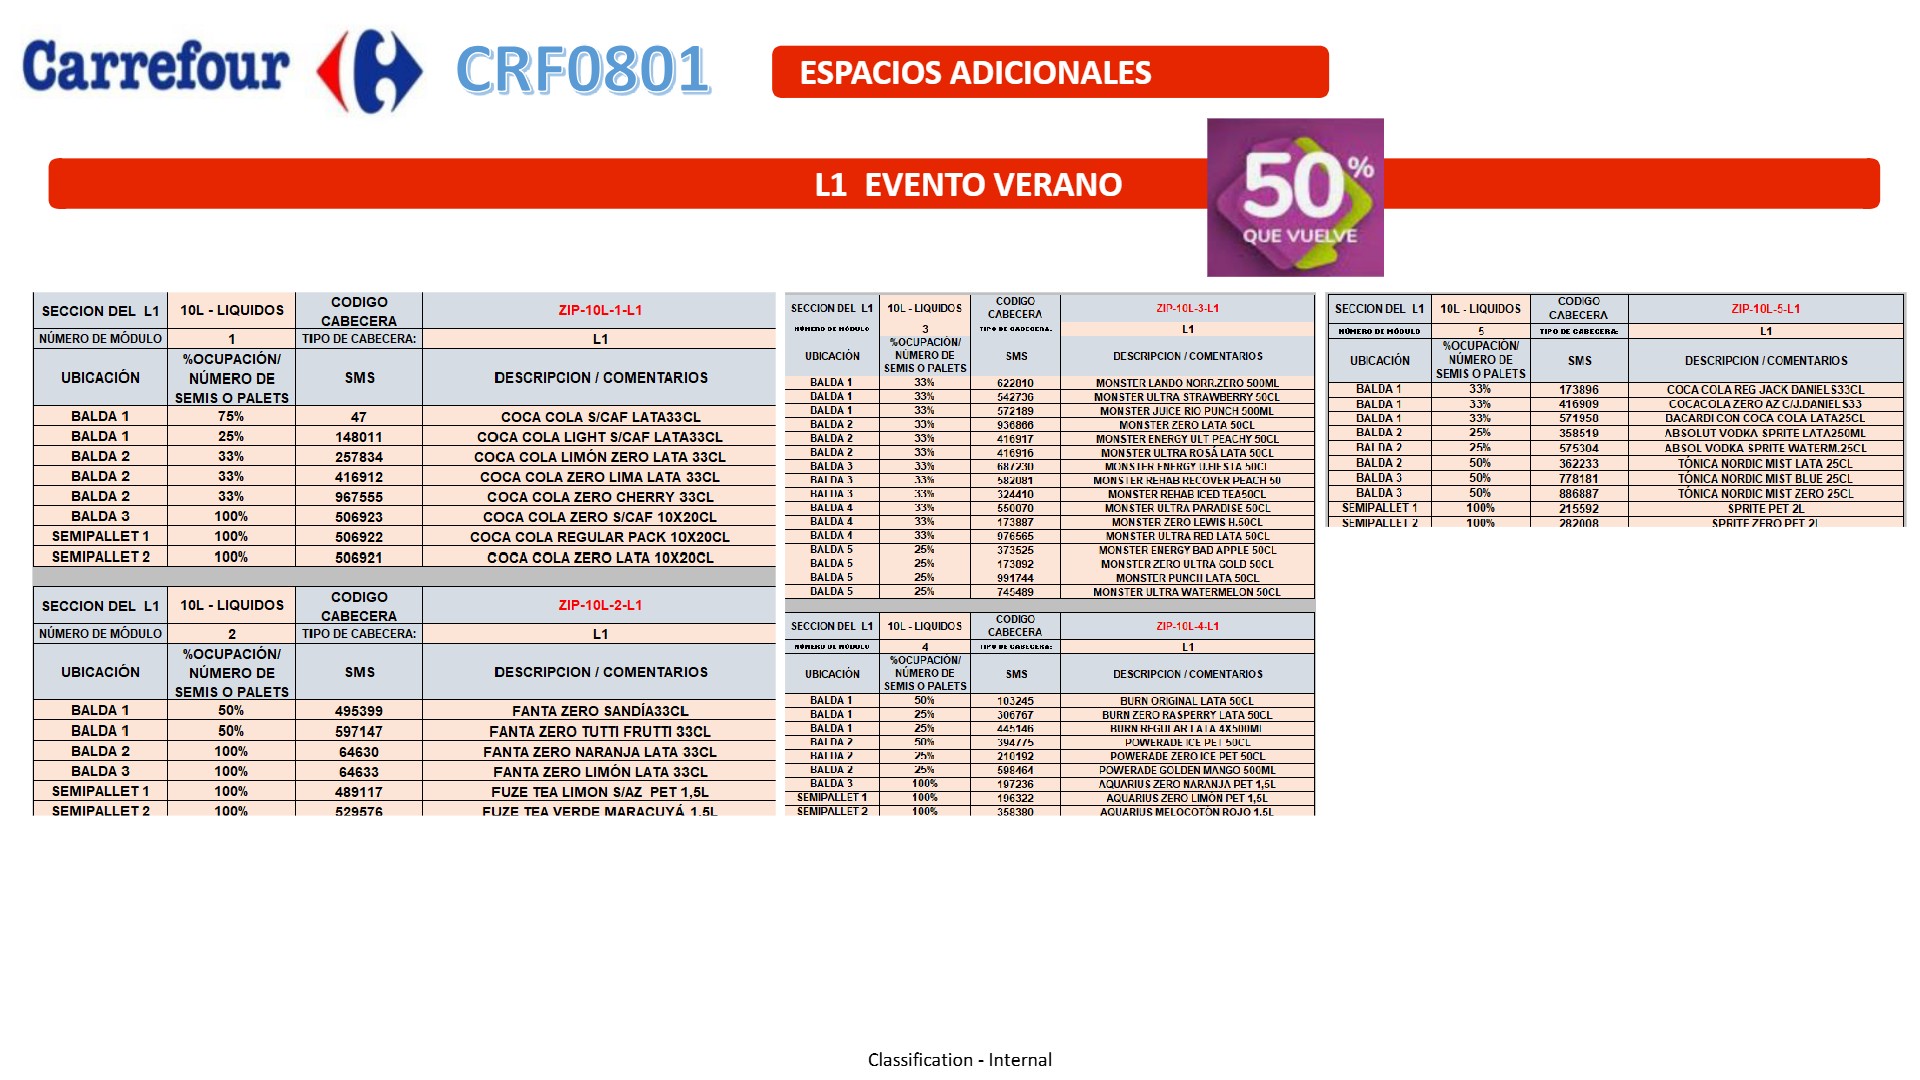 Carrefour CRF0801 ESPACIOS ADICIONALES
L1 EVENTO VERANO
50%
QUE VUELVE
SECCION DEL L1 10L - LIQUIDOS CODIGO CABECERA ZIP-10L-1-L1
NÚMERO DE MÓDULO 1 TIPO DE CABECERA: L1
UBICACIÓN %OCUPACIÓN/ NÚMERO DE SEMIS O PALETS SMS DESCRIPCION / COMENTARIOS
BALDA 1 75% 47 COCA COLA S/CAF LATA33CL
BALDA 1 25% 148011 COCA COLA LIGHT S/CAF LATA33CL
BALDA 2 33% 257834 COCA COLA LIMÓN ZERO LATA 33CL
BALDA 2 33% 416912 COCA COLA ZERO LIMA LATA 33CL
BALDA 2 33% 967555 COCA COLA ZERO CHERRY 33CL
BALDA 3 100% 506923 COCA COLA ZERO S/CAF 10X20CL
SEMIPALLET 1 100% 506922 COCA COLA REGULAR PACK 10X20CL
SEMIPALLET 2 100% 506921 COCA COLA ZERO LATA 10X20CL
SECCION DEL L1 10L - LIQUIDOS CODIGO CABECERA ZIP-10L-2-L1
NÚMERO DE MÓDULO 2 TIPO DE CABECERA: L1
UBICACIÓN %OCUPACIÓN/ NÚMERO DE SEMIS O PALETS SMS DESCRIPCION / COMENTARIOS
BALDA 1 50% 495399 FANTA ZERO SANDÍA33CL
BALDA 1 50% 597147 FANTA ZERO TUTTI FRUTTI 33CL
BALDA 2 100% 64630 FANTA ZERO NARANJA LATA 33CL
BALDA 3 100% 64633 FANTA ZERO LIMÓN LATA 33CL
SEMIPALLET 1 100% 489117 FUZE TEA LIMON S/AZ PET 1,5L
SEMIPALLET 2 100% 529576 FUZE TEA VERDE MARACUYÁ 1.5L
SECCION DEL L1 10L - LIQUIDOS CODIGO CABECERA ZIP-10L-3-L1
NÚMERO DE MÓDULO 3 TIPO DE CABECERA: L1
UBICACIÓN %OCUPACIÓN/ NÚMERO DE SEMIS O PALETS SMS DESCRIPCION / COMENTARIOS
BALDA 1 33% 622810 MONSTER LANDO NORR.ZERO 500ML
BALDA 1 33% 542736 MONSTER ULTRA STRAWBERRY 50CL
BALDA 1 33% 572189 MONSTER JUICE RIO PUNCH 500ML
BALDA 2 33% 936866 MONSTER ZERO LATA 50CL
BALDA 2 33% 416917 MONSTER ENERGY ULT PEACHY 50CL
BALDA 2 33% 416916 MONSTER ULTRA ROSÁ LATA 50CL
BALDA 3 33% 687230 MONSTER ENERGY U.FIESTA 50CL
BALDA 3 33% 582081 MONSTER REHAB RECOVER PEACH 50
BALDA 3 33% 324410 MONSTER REHAB ICED TEA50CL
BALDA 4 33% 550070 MONSTER ULTRA PARADISE 50CL
BALDA 4 33% 173887 MONSTER ZERO LEWIS H.50CL
BALDA 4 33% 976565 MONSTER ULTRA RED LATA 50CL
BALDA 5 25% 373525 MONSTER ENERGY BAD APPLE 50CL
BALDA 5 25% 173892 MONSTER ZERO ULTRA GOLD 50CL
BALDA 5 25% 991744 MONSTER PUNCH LATA 50CL
BALDA 5 25% 745489 MONSTER ULTRA WATERMELON 50CL
SECCION DEL L1 10L - LIQUIDOS CODIGO CABECERA ZIP-10L-4-L1
NÚMERO DE MÓDULO 4 TIPO DE CABECERA: L1
UBICACIÓN %OCUPACIÓN/ NÚMERO DE SEMIS O PALETS SMS DESCRIPCION / COMENTARIOS
BALDA 1 50% 103245 BURN ORIGINAL LATA 50CL
BALDA 1 25% 306767 BURN ZERO RASPERRY LATA 50CL
BALDA 1 25% 445146 BURN REGULAR LATA 4X500ML
BALDA 2 50% 394775 POWERADE ICE PET 50CL
BALDA 2 25% 210192 POWERADE ZERO ICE PET 50CL
BALDA 2 25% 598464 POWERADE GOLDEN MANGO 500ML
BALDA 3 100% 197236 AQUARIUS ZERO NARANJA PET 1,5L
SEMIPALLET 1 100% 196322 AQUARIUS ZERO LIMÓN PET 1,5L
SEMIPALLET 2 100% 358380 AQUARIUS MELOCOTÓN ROJO 1.5L
SECCION DEL L1 10L - LIQUIDOS CODIGO CABECERA ZIP-10L-5-L1
NÚMERO DE MÓDULO 5 TIPO DE CABECERA: L1
UBICACIÓN %OCUPACIÓN/ NÚMERO DE SEMIS O PALETS SMS DESCRIPCION / COMENTARIOS
BALDA 1 33% 173896 COCA COLA REG JACK DANIELS33CL
BALDA 1 33% 416909 COCACOLA ZERO AZ C/J.DANIELS33
BALDA 1 33% 571958 BACARDI CON COCA COLA LATA25CL
BALDA 2 25% 358519 ABSOLUT VODKA SPRITE LATA250ML
BALDA 2 25% 575304 ABSOL VODKA SPRITE WATERM.25CL
BALDA 2 50% 362233 TÓNICA NORDIC MIST LATA 25CL
BALDA 3 50% 778181 TÓNICA NORDIC MIST BLUE 25CL
BALDA 3 50% 886887 TÓNICA NORDIC MIST ZERO 25CL
SEMIPALLET 1 100% 215592 SPRITE PET 2L
SEMIPALLET 2 100% 282008 SPRITE ZERO PET 2L
Classification - Internal